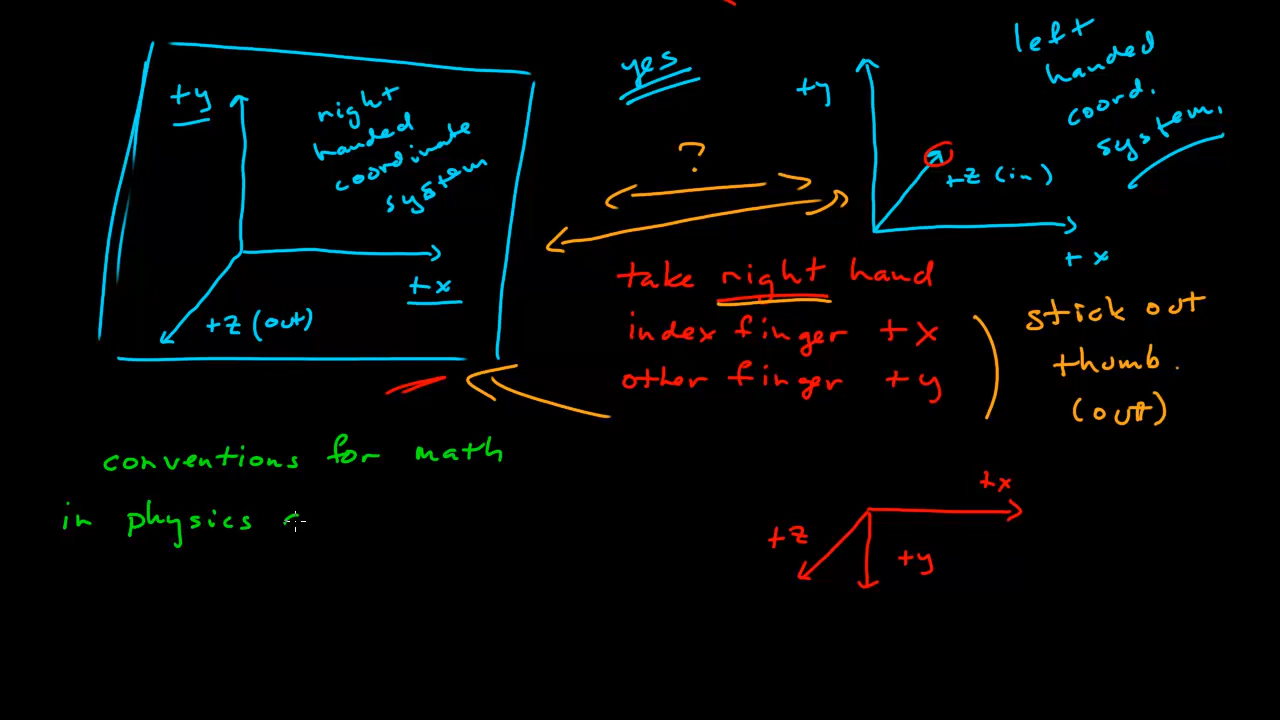 +y
right
handed
coordinate
system
+x
+z (out)
yes
?
+y
left
handed
coord.
system.
+z (in)
+x
take right hand
index finger +x
other finger +y
stick out
thumb.
(out)
conventions for math
in physics
+x
+z
+y